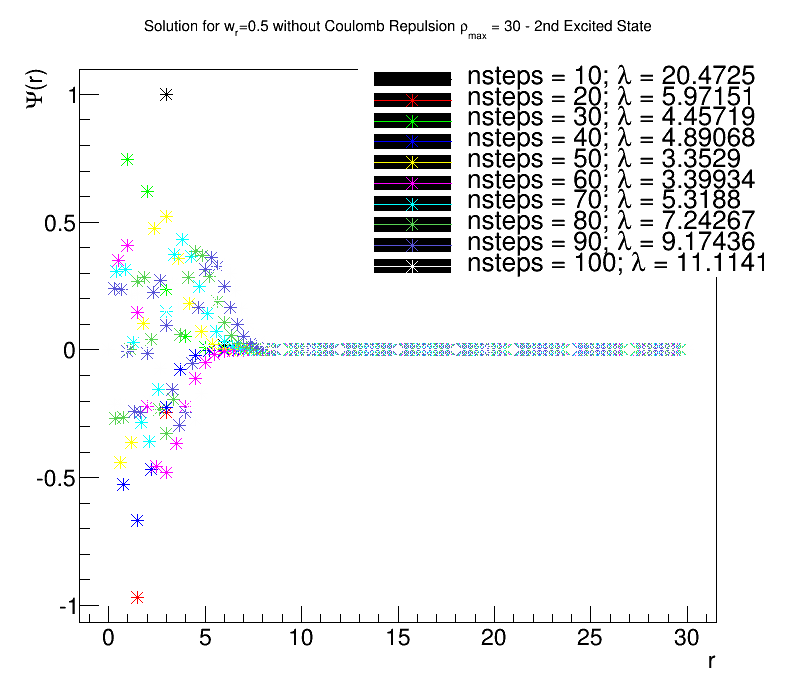 Solution for wr=0.5 without Coulomb Repulsion ρmax = 30 - 2nd Excited State
Ψ(r)
nsteps = 10; λ = 20.4725
nsteps = 20; λ = 5.97151
nsteps = 30; λ = 4.45719
nsteps = 40; λ = 4.89068
nsteps = 50; λ = 3.3529
nsteps = 60; λ = 3.39934
nsteps = 70; λ = 5.3188
nsteps = 80; λ = 7.24267
nsteps = 90; λ = 9.17436
nsteps = 100; λ = 11.1141
1
0.5
0
-0.5
-1
0 5 10 15 20 25 30
r